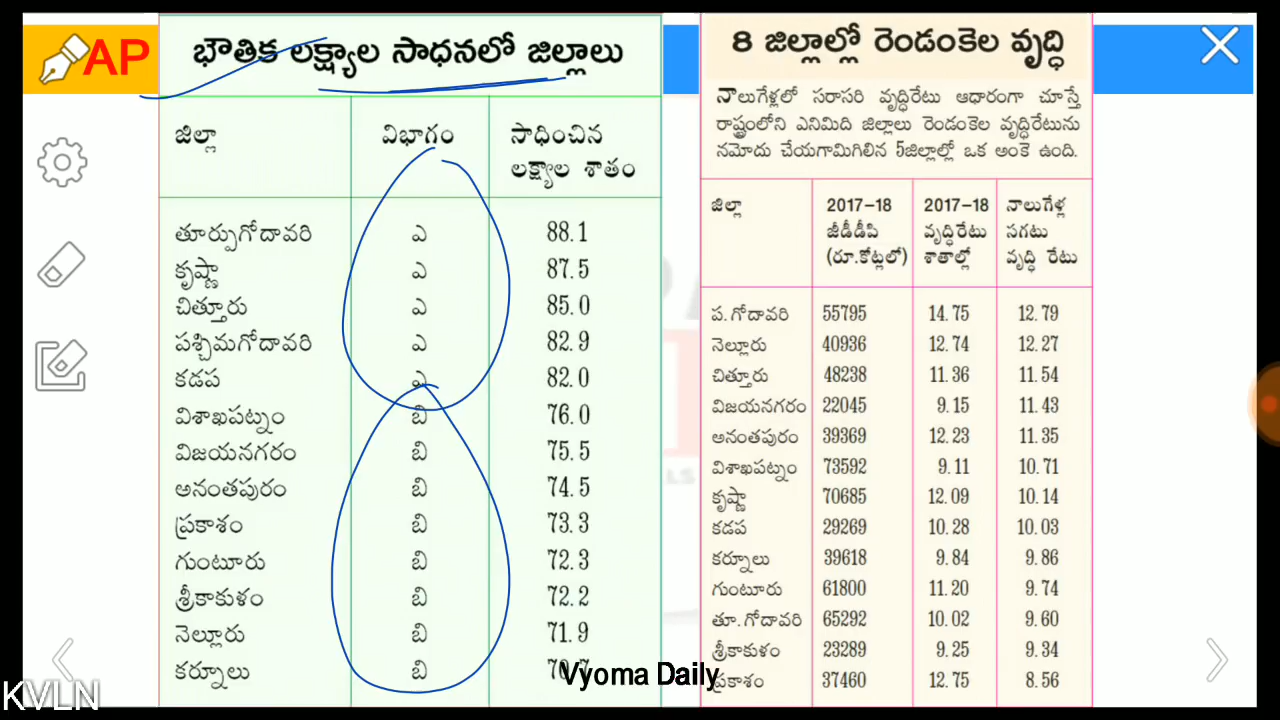 AP
భౌతిక లక్ష్యాల సాధనలో జిల్లాలు
జిల్లా విభాగం సాధించిన
లక్ష్యాల శాతం
తూర్పుగోదావరి ఎ 88.1
కృష్ణా ఎ 87.5
చిత్తూరు ఎ 85.0
పశ్చిమగోదావరి ఎ 82.9
కడప ఎ 82.0
విశాఖపట్నం బి 76.0
విజయనగరం బి 75.5
అనంతపురం బి 74.5
ప్రకాశం బి 73.3
గుంటూరు బి 72.3
శ్రీకాకుళం బి 72.2
నెల్లూరు బి 71.9
కర్నూలు బి
8 జిల్లాల్లో రెండంకెల వృద్ధి
నాలుగేళ్లలో సరాసరి వృద్ధిరేటు ఆధారంగా చూస్తే
రాష్ట్రంలోని ఎనిమిది జిల్లాలు రెండంకెల వృద్ధిరేటును
నమోదు చేయగామిగిలిన 5జిల్లాల్లో ఒక అంకె ఉంది.
జిల్లా 2017-18 2017-18 నాలుగేళ్ల
జీడీడీపి వృద్ధిరేటు సగటు
(రూ.కోట్లలో) శాతాల్లో వృద్ధి రేటు
ప.గోదావరి 55795 14.75 12.79
నెల్లూరు 40936 12.74 12.27
చిత్తూరు 48238 11.36 11.54
విజయనగరం 22045 9.15 11.43
అనంతపురం 39369 12.23 11.35
విశాఖపట్నం 73592 9.11 10.71
కృష్ణా 70685 12.09 10.14
కడప 29269 10.28 10.03
కర్నూలు 39618 9.84 9.86
గుంటూరు 61800 11.20 9.74
తూ.గోదావరి 65292 10.02 9.60
శ్రీకాకుళం 23289 9.25 9.34
ప్రకాశం 37460 12.75 8.56
Vyoma Daily
KVLN